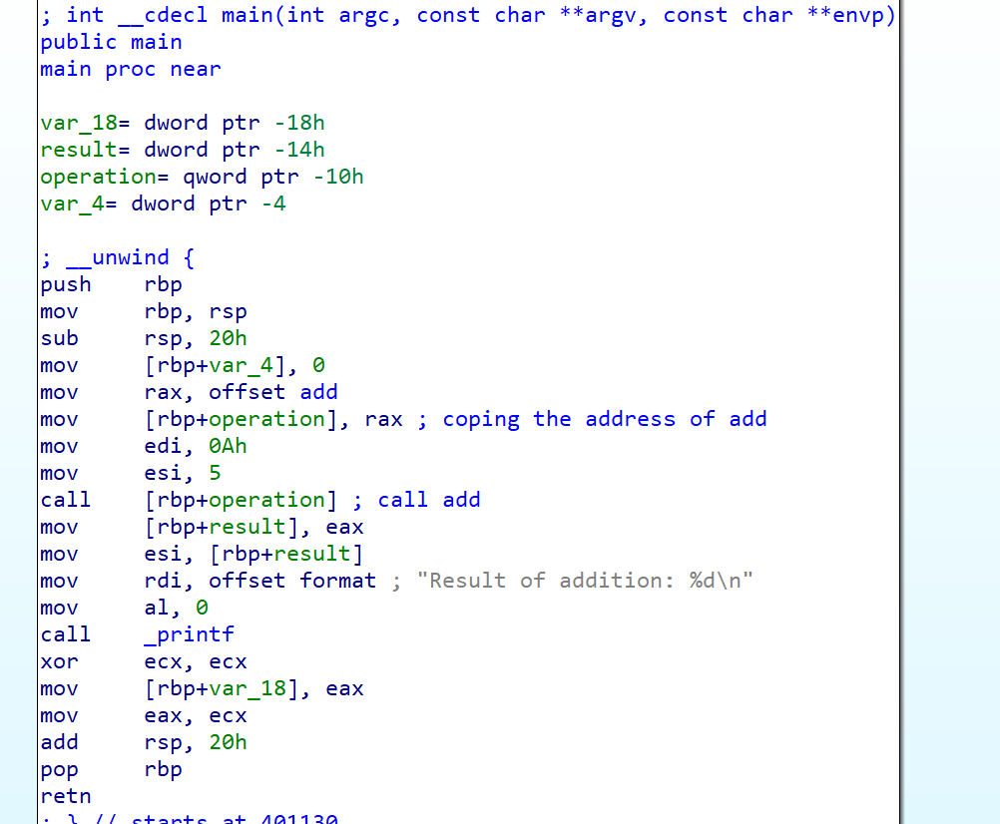 ; int __cdecl main(int argc, const char **argv, const char **envp)
public main
main proc near
var_18= dword ptr -18h
result= dword ptr -14h
operation= qword ptr -10h
var_4= dword ptr -4
; __unwind {
push rbp
mov rbp, rsp
sub rsp, 20h
mov [rbp+var_4], 0
mov rax, offset add
mov [rbp+operation], rax ; coping the address of add
mov edi, 0Ah
mov esi, 5
call [rbp+operation] ; call add
mov [rbp+result], eax
mov esi, [rbp+result]
mov rdi, offset format ; "Result of addition: %d\n"
mov al, 0
call _printf
xor ecx, ecx
mov [rbp+var_18], eax
mov eax, ecx
add rsp, 20h
pop rbp
retn
; } // starts at 401130